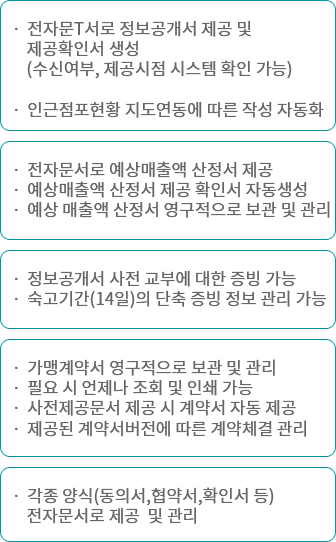 · 전자문T서로 정보공개서 제공 및
제공확인서 생성
(수신여부, 제공시점 시스템 확인 가능)
· 인근점포현황 지도연동에 따른 작성 자동화
· 전자문서로 예상매출액 산정서 제공
· 예상매출액 산정서 제공 확인서 자동생성
· 예상 매출액 산정서 영구적으로 보관 및 관리
· 정보공개서 사전 교부에 대한 증빙 가능
· 숙고기간(14일)의 단축 증빙 정보 관리 가능
· 가맹계약서 영구적으로 보관 및 관리
· 필요 시 언제나 조회 및 인쇄 가능
· 사전제공문서 제공 시 계약서 자동 제공
· 제공된 계약서버전에 따른 계약체결 관리
· 각종 양식(동의서,협약서,확인서 등)
전자문서로 제공 및 관리